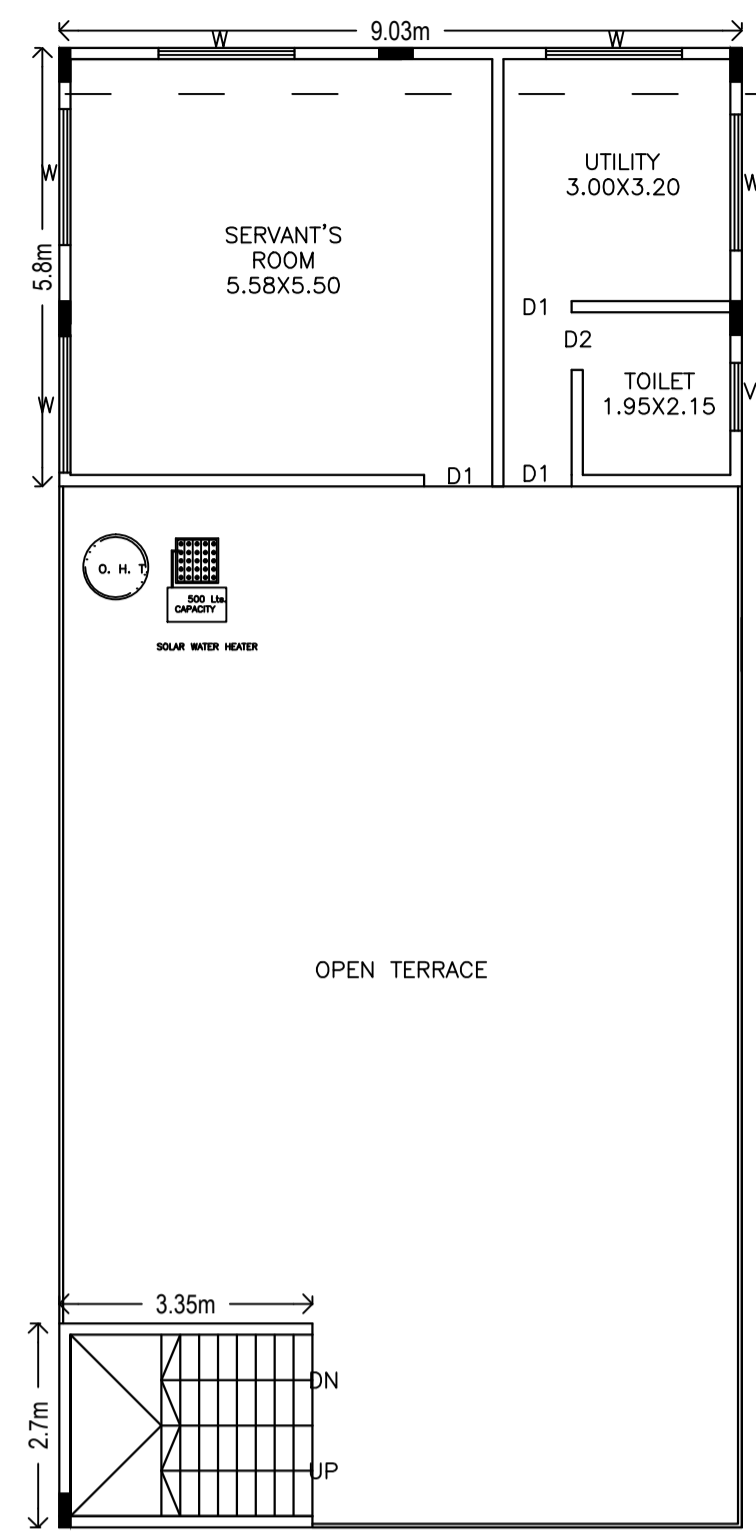 9.03m
W
W
W
W
5.8m
UTILITY
3.00X3.20
SERVANT'S
ROOM
5.58X5.50
D1
D2
TOILET
1.95X2.15
W
V
D1
D1
O. H. T
500 Lts.
CAPACITY
SOLAR WATER HEATER
OPEN TERRACE
3.35m
DN
2.7m
UP